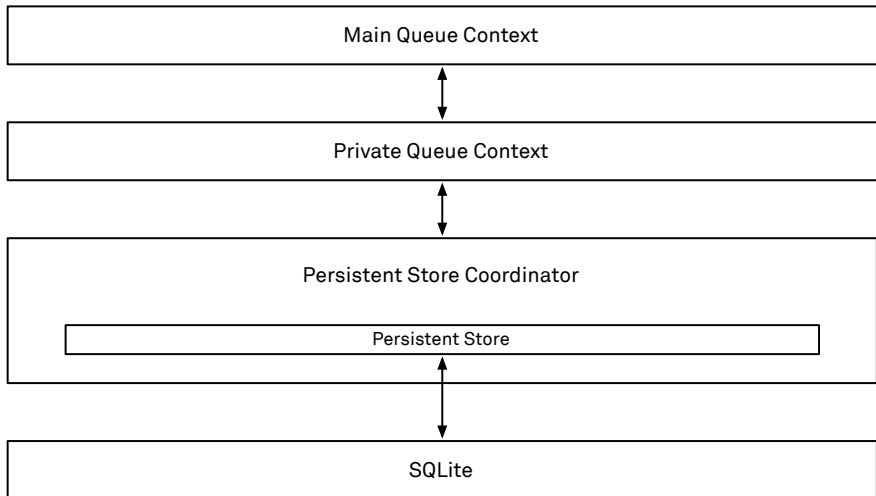 Main Queue Context
Private Queue Context
Persistent Store Coordinator
Persistent Store
SQLite